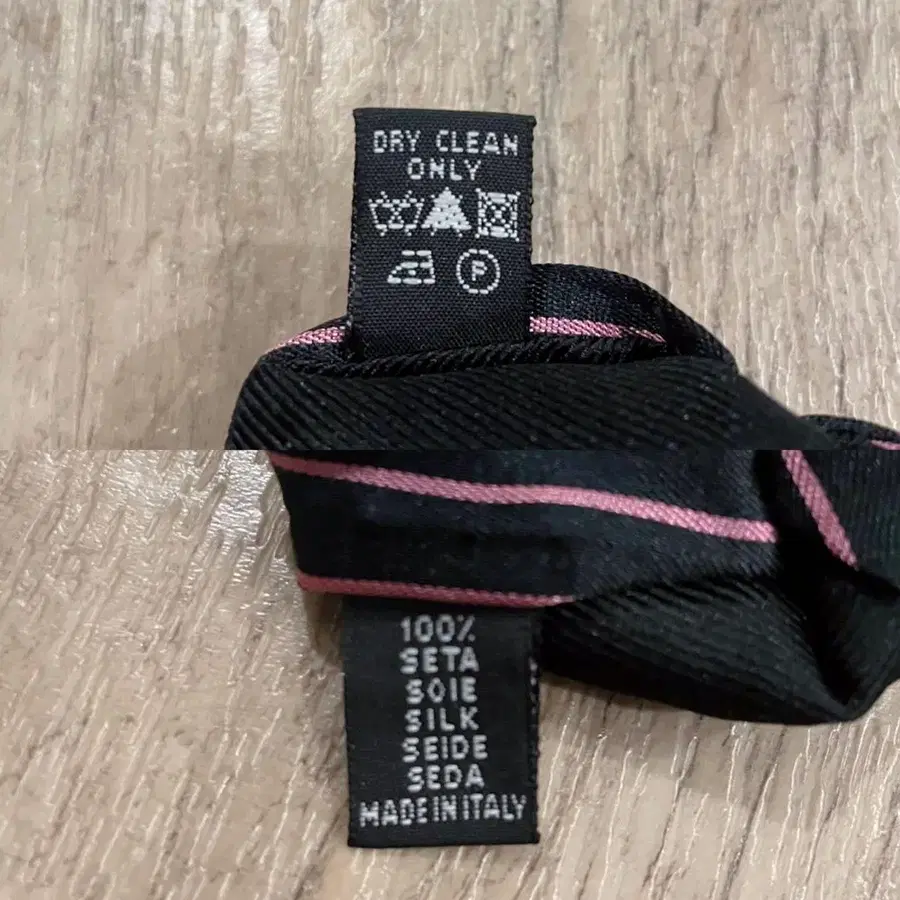 DRY CLEAN
ONLY
P
100%
SETA
SOIE
SILK
SEIDE
SEDA
MADE IN ITALY